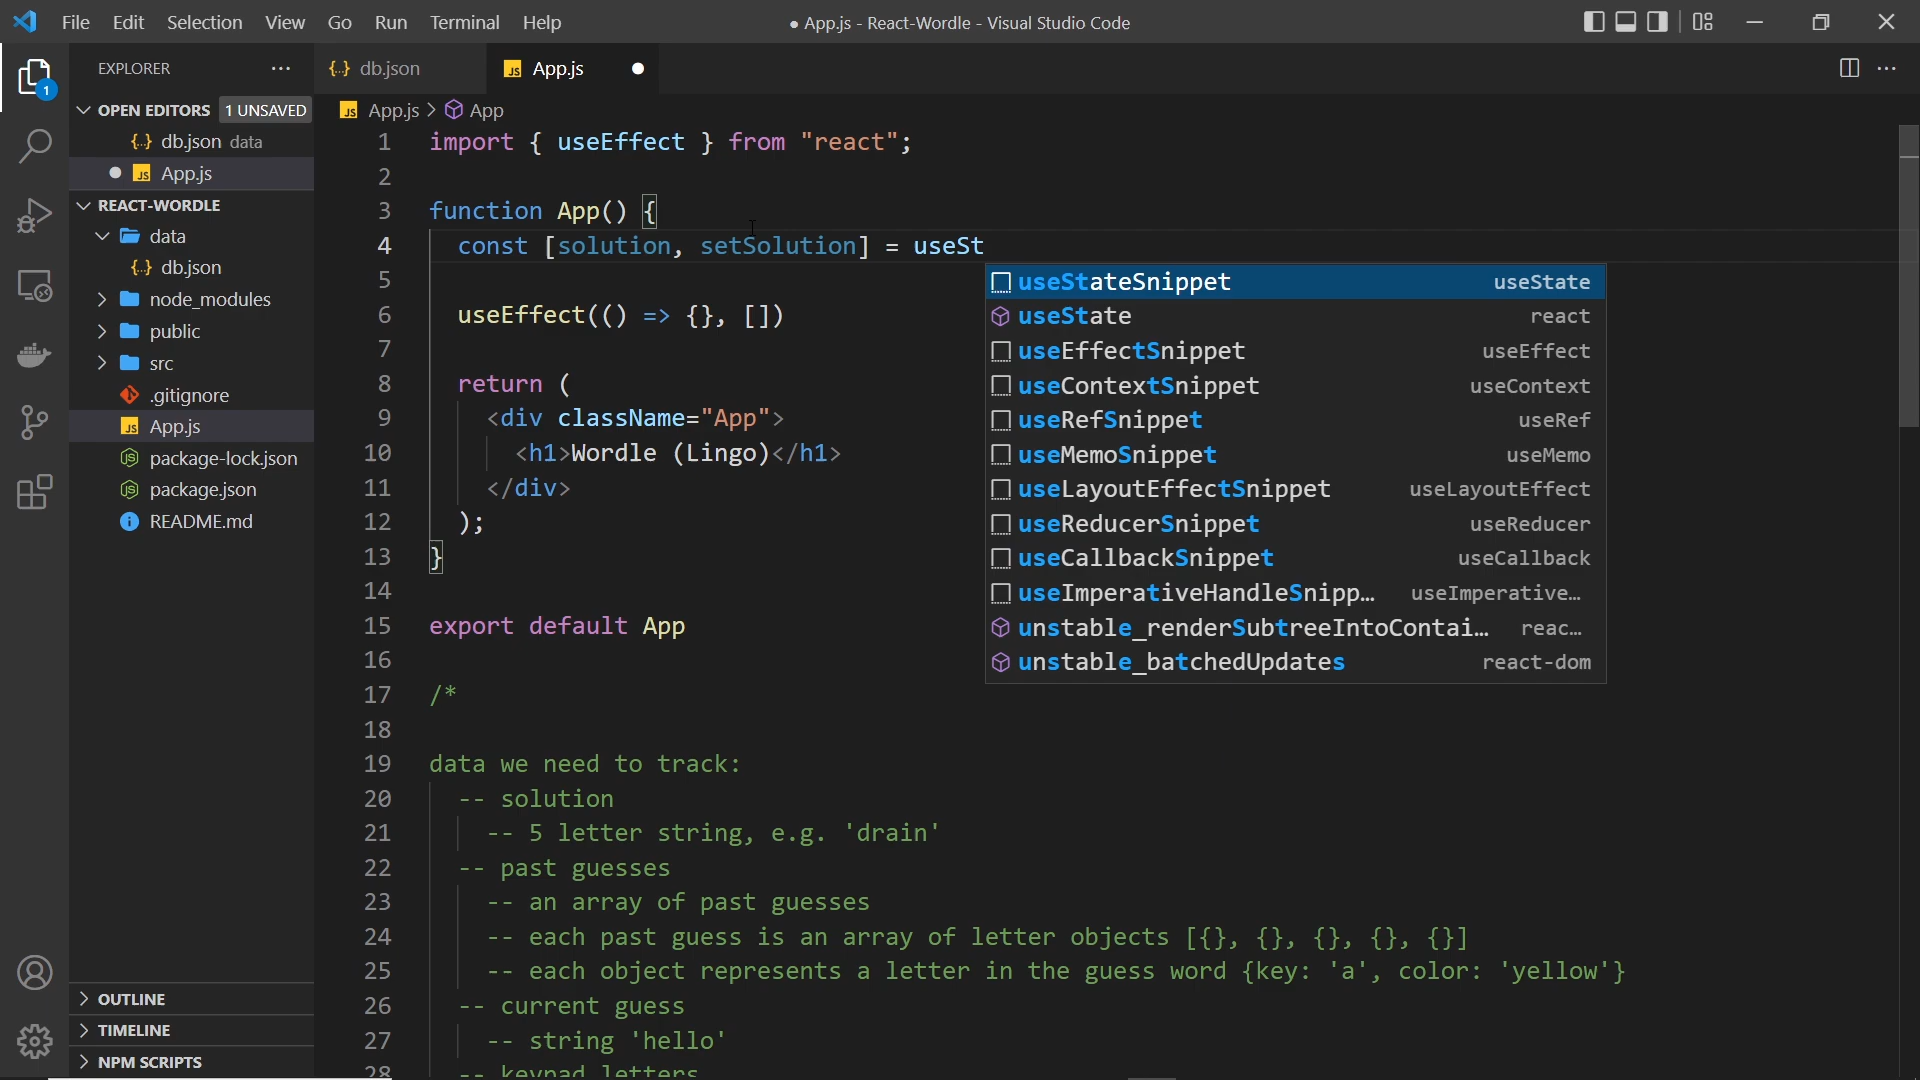 File Edit Selection View Go Run Terminal Help
● App.js - React-Wordle - Visual Studio Code
EXPLORER
OPEN EDITORS 1 UNSAVED
{..} db.json data
JS App.js
REACT-WORDLE
data
{..} db.json
node_modules
public
src
.gitignore
JS App.js
package-lock.json
package.json
README.md
OUTLINE
TIMELINE
NPM SCRIPTS
1
{..} db.json
JS App.js
JS App.js > App
1 import { useEffect } from "react";
2
3 function App() {
4 const [solution, setSolution] = useSt
5
6 useEffect(() => {}, [])
7
8 return (
9 <div className="App">
10 <h1>Wordle (Lingo)</h1>
11 </div>
12 );
13 }
14
15 export default App
16
17 /*
18
19 data we need to track:
20 -- solution
21 -- 5 letter string, e.g. 'drain'
22 -- past guesses
23 -- an array of past guesses
24 -- each past guess is an array of letter objects [{}, {}, {}, {}, {}]
25 -- each object represents a letter in the guess word {key: 'a', color: 'yellow'}
26 -- current guess
27 -- string 'hello'
28 -- keypad letters
useStateSnippet useState
useState react
useEffectSnippet useEffect
useContextSnippet useContext
useRefSnippet useRef
useMemoSnippet useMemo
useLayoutEffectSnippet useLayoutEffect
useReducerSnippet useReducer
useCallbackSnippet useCallback
useImperativeHandleSnipp… useImperative…
unstable_renderSubtreeIntoContai… reac…
unstable_batchedUpdates react-dom